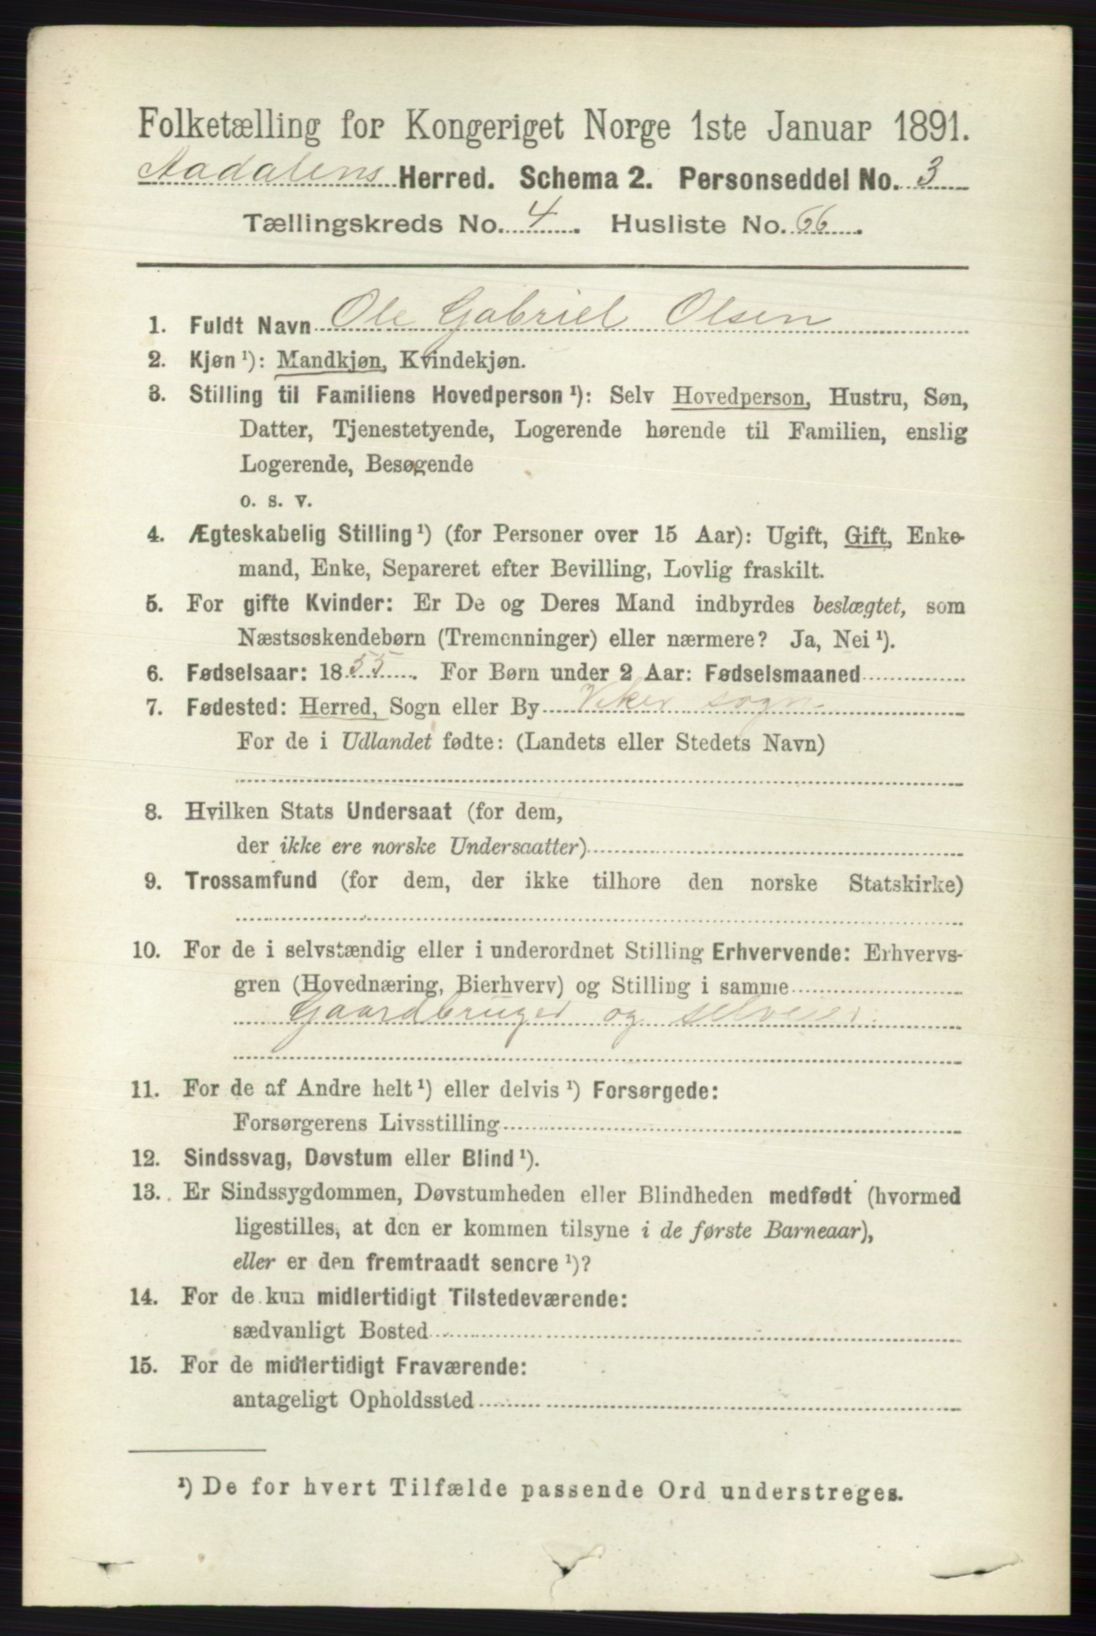 Folketælling for Kongeriget Norge 1ste Januar 1891.
Aadalens Herred. Schema 2. Personseddel No. 3
Tællingskreds No. 4. Husliste No. 66.
1. Fuldt Navn Ole Gabriel Olsen
2. Kjøn ¹): Mandkjøn, Kvindekjøn.
3. Stilling til Familiens Hovedperson ¹): Selv Hovedperson, Hustru, Søn,
Datter, Tjenestetyende, Logerende hørende til Familien, enslig
Logerende, Besøgende
o. s. v.
4. Ægteskabelig Stilling ¹) (for Personer over 15 Aar): Ugift, Gift, Enke-
mand, Enke, Separeret efter Bevilling, Lovlig fraskilt.
5. For gifte Kvinder: Er De og Deres Mand indbyrdes beslægtet, som
Næstsøskendebørn (Tremenninger) eller nærmere? Ja, Nei ¹).
6. Fødselsaar: 1855. For Børn under 2 Aar: Fødselsmaaned
7. Fødested: Herred, Sogn eller By Viker sogn
For de i Udlandet fødte: (Landets eller Stedets Navn)
8. Hvilken Stats Undersaat (for dem,
der ikke ere norske Undersaatter)
9. Trossamfund (for dem, der ikke tilhøre den norske Statskirke)
10. For de i selvstændig eller i underordnet Stilling Erhvervende: Erhvervs-
gren (Hovednæring, Bierhverv) og Stilling i samme
Gaardbruger og selveier.
11. For de af Andre helt ¹) eller delvis ¹) Forsørgede:
Forsørgerens Livsstilling
12. Sindssvag, Døvstum eller Blind ¹).
13. Er Sindssygdommen, Døvstumheden eller Blindheden medfødt (hvormed
ligestilles, at den er kommen tilsyne i de første Barneaar),
eller er den fremtraadt senere ¹)?
14. For de kun midlertidigt Tilstedeværende:
sædvanligt Bosted
15. For de midlertidigt Fraværende:
antageligt Opholdssted
¹) De for hvert Tilfælde passende Ord understreges.